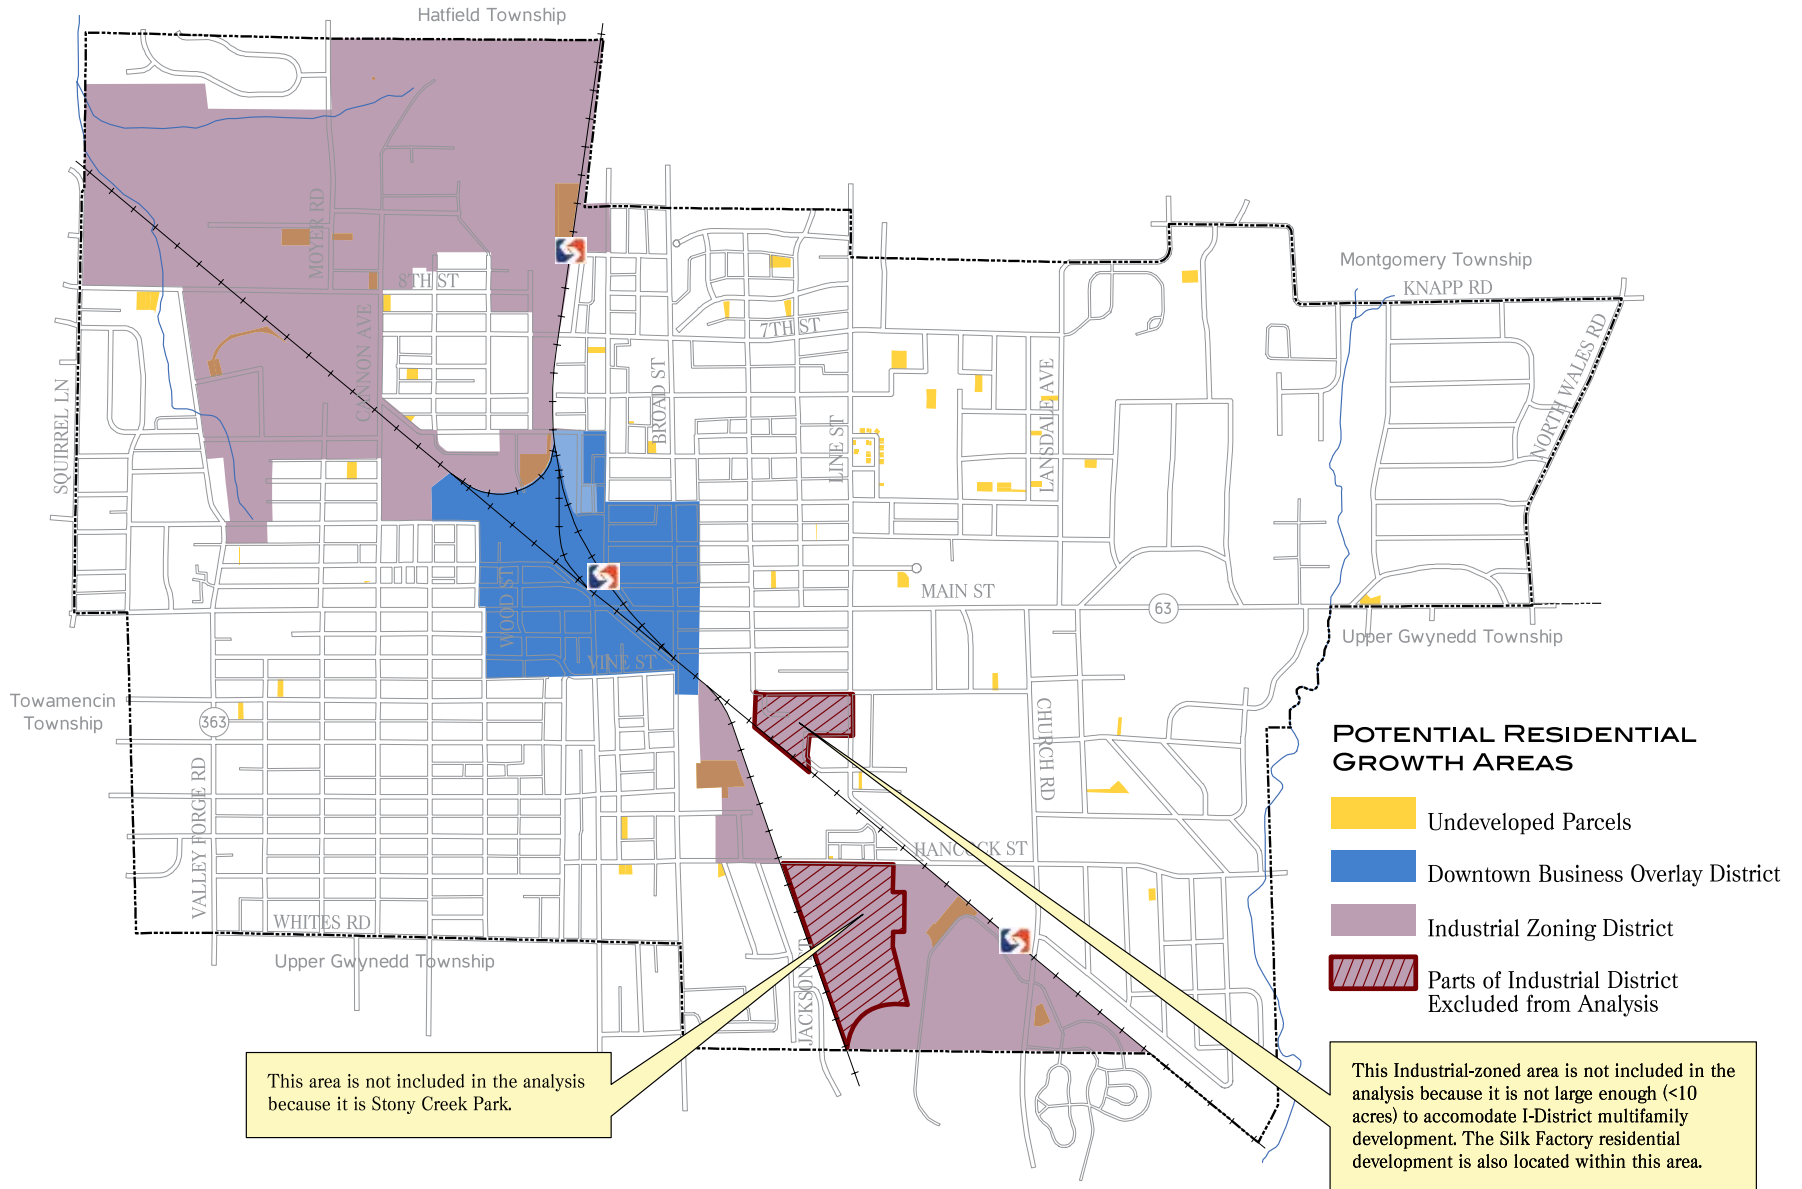 Hatfield Township
Montgomery Township
KNAPP RD
NORTH WALES RD
MOYER RD
8TH ST
CANNON AVE
7TH ST
BROAD ST
LINE ST
LANSDALE AVE
SQUIRREL LN
WOOD ST
MAIN ST
63
Upper Gwynedd Township
VINE ST
Towamencin
Township
363
CHURCH RD
VALLEY FORGE RD
HANCOCK ST
WHITES RD
Upper Gwynedd Township
JACKSON ST
POTENTIAL RESIDENTIAL
GROWTH AREAS
Undeveloped Parcels
Downtown Business Overlay District
Industrial Zoning District
Parts of Industrial District
Excluded from Analysis
This area is not included in the analysis
because it is Stony Creek Park.
This Industrial-zoned area is not included in the
analysis because it is not large enough (<10
acres) to accomodate I-District multifamily
development. The Silk Factory residential
development is also located within this area.